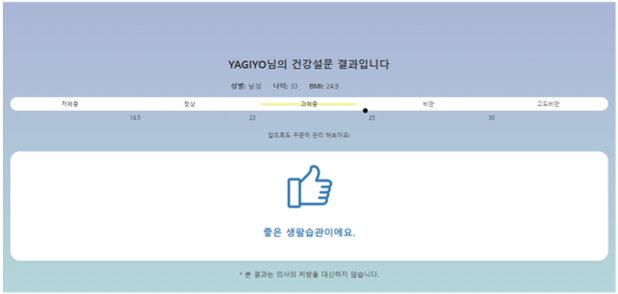 YAGIYO님의 건강설문 결과입니다
성별: 남성 나이: 33 BMI: 24.9
저체중 정상 과체중 비만 고도비만
18.5 23 25 30
앞으로도 꾸준히 관리 해보아요!
좋은 생활습관이에요.
* 본 결과는 의사의 처방을 대신하지 않습니다.